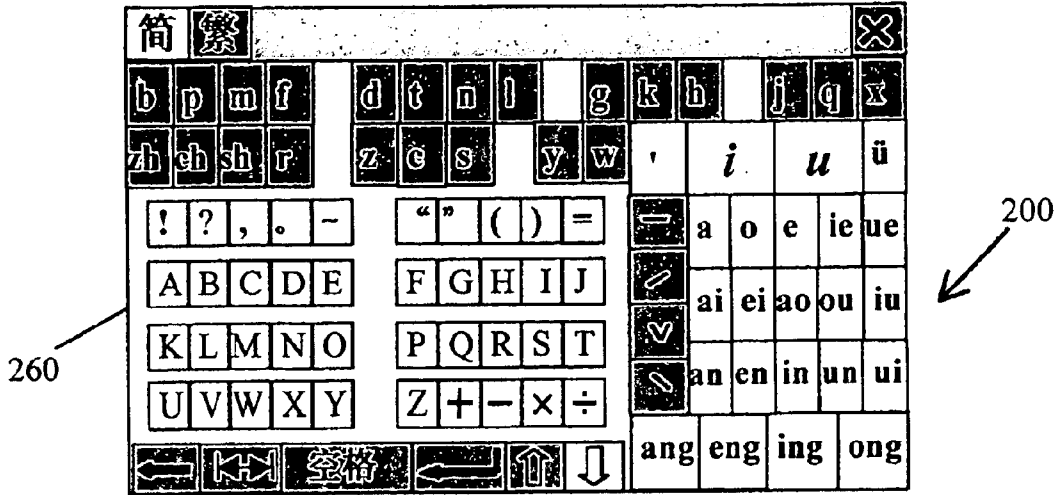 简 繁
b p m f d t n l g k h j q x
zh ch sh r z c s y w ' i u ü
! ? , 。 ~ “ ” ( ) = a o e ie ue
200
A B C D E F G H I J ai ei ao ou iu
K L M N O P Q R S T
260
an en in un ui
U V W X Y Z + − × ÷
ang eng ing ong
空格